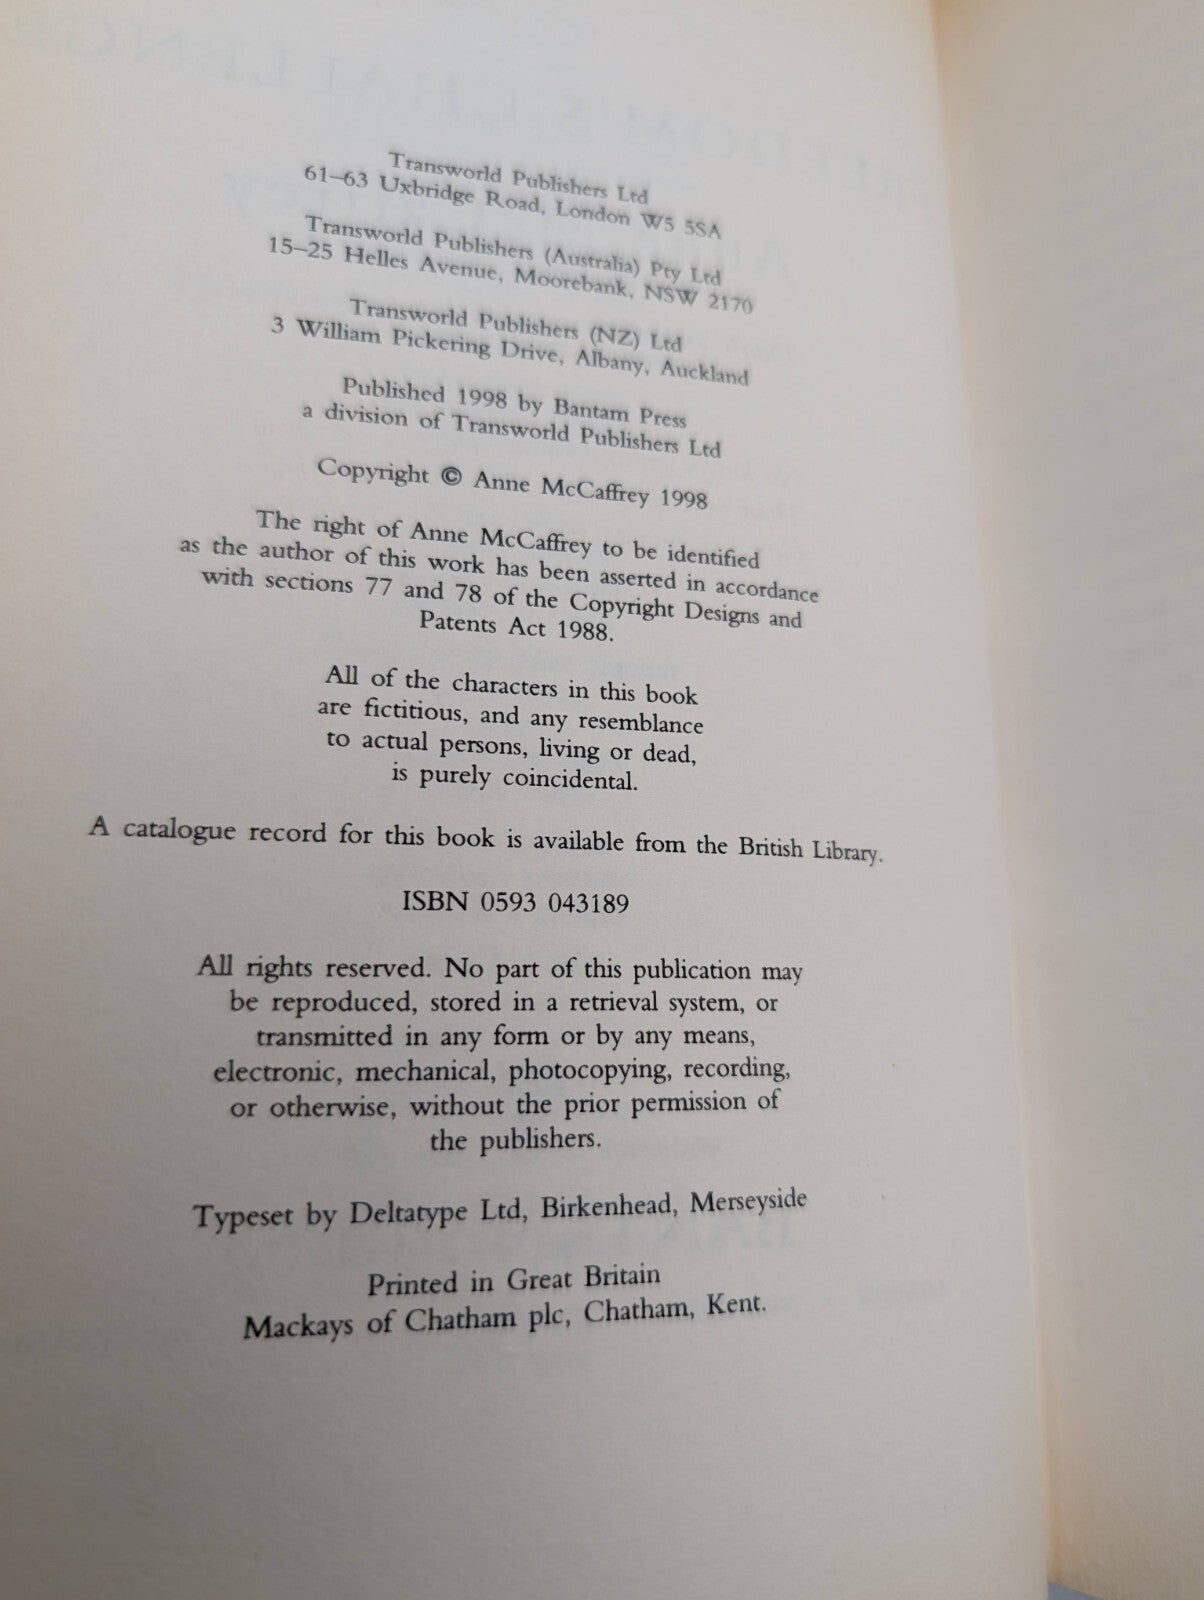 Transworld Publishers Ltd
61–63 Uxbridge Road, London W5 5SA
Transworld Publishers (Australia) Pty Ltd
15–25 Helles Avenue, Moorebank, NSW 2170
Transworld Publishers (NZ) Ltd
3 William Pickering Drive, Albany, Auckland
Published 1998 by Bantam Press
a division of Transworld Publishers Ltd
Copyright © Anne McCaffrey 1998
The right of Anne McCaffrey to be identified
as the author of this work has been asserted in accordance
with sections 77 and 78 of the Copyright Designs and
Patents Act 1988.
All of the characters in this book
are fictitious, and any resemblance
to actual persons, living or dead,
is purely coincidental.
A catalogue record for this book is available from the British Library.
ISBN 0593 043189
All rights reserved. No part of this publication may
be reproduced, stored in a retrieval system, or
transmitted in any form or by any means,
electronic, mechanical, photocopying, recording,
or otherwise, without the prior permission of
the publishers.
Typeset by Deltatype Ltd, Birkenhead, Merseyside
Printed in Great Britain
Mackays of Chatham plc, Chatham, Kent.